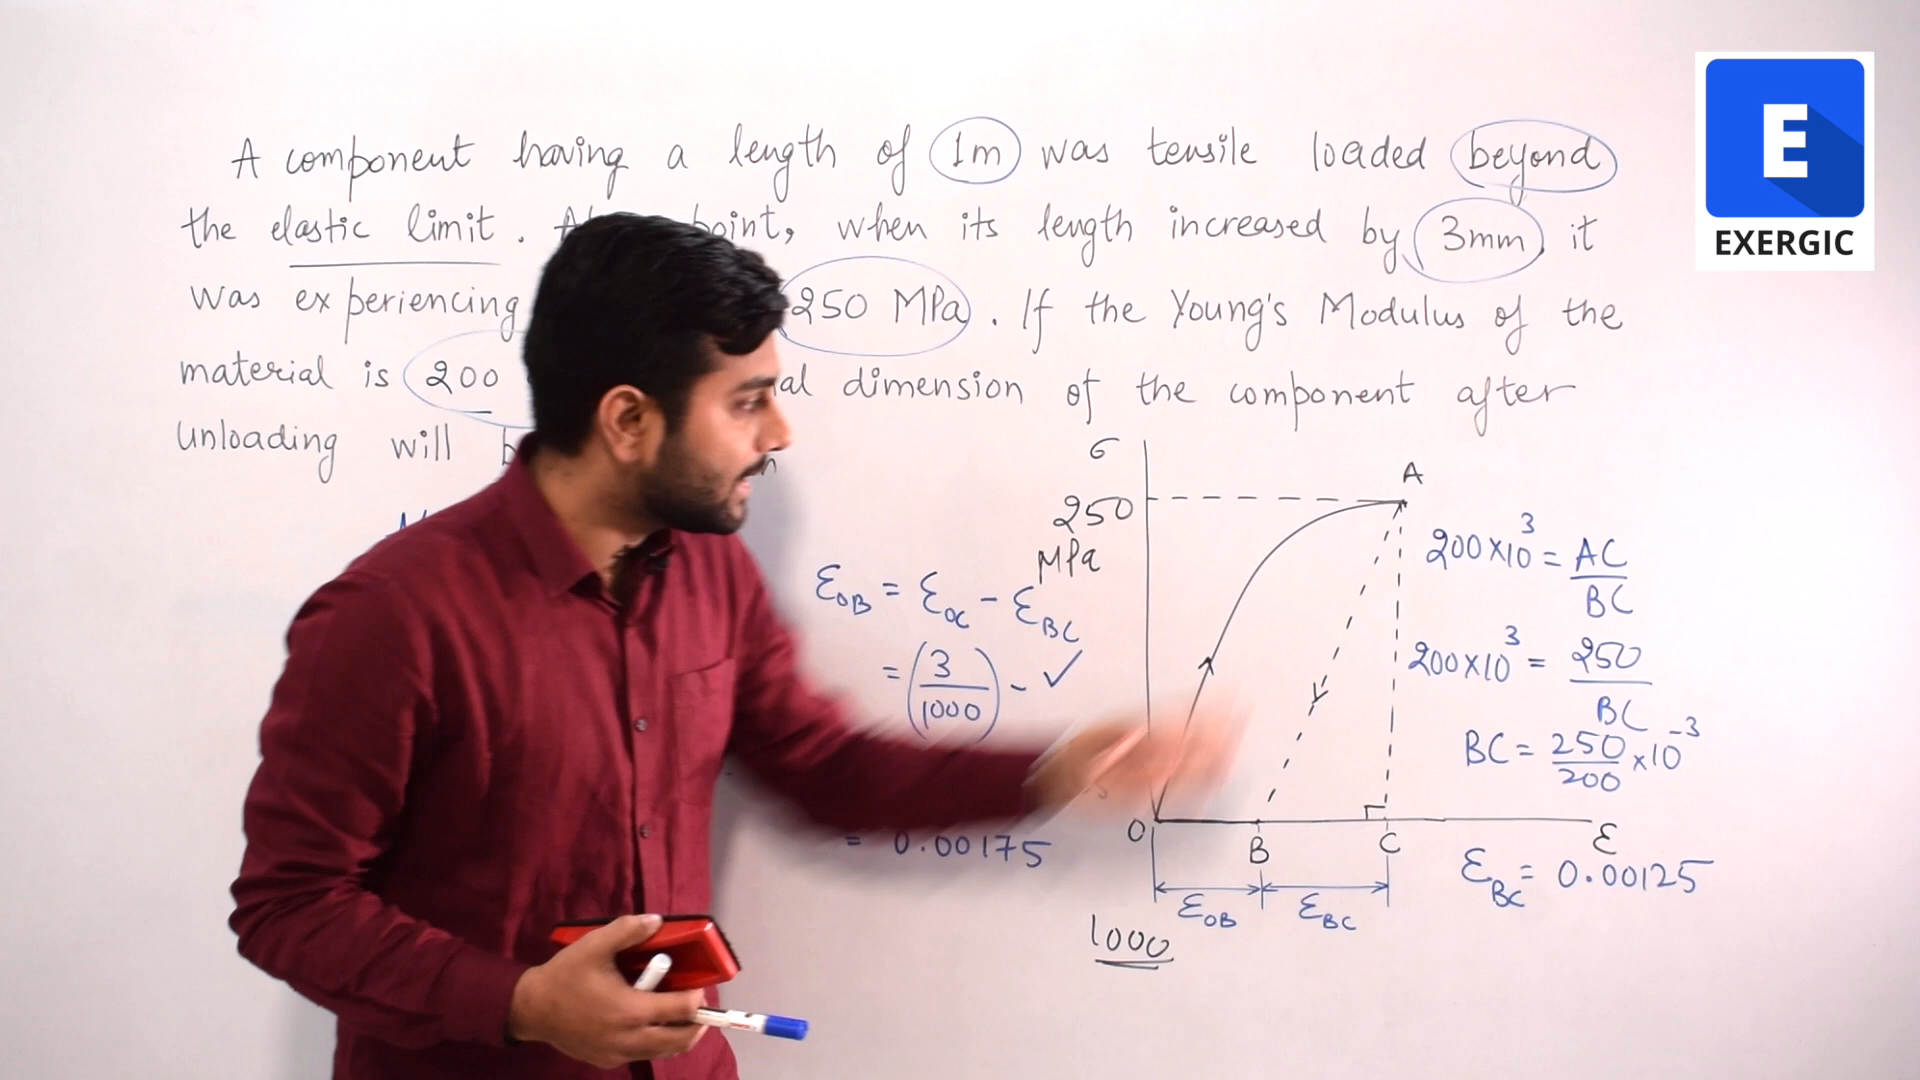 A component having a length of 1m was tensile loaded beyond
the elastic limit. point, when its length increased by 3mm, it
was experiencing 250 MPa. If the Young's Modulus of the
material is 200 dimension of the component after
unloading will
σ
A
250
MPa
200×10³ = AC/BC
ε_OB = ε_OC - ε_BC
= (3/1000) - ✓
200×10³ = 250/BC
BC = 250/200 ×10⁻³
= 0.00175
O
B
C
ε
ε_BC = 0.00125
ε_OB
ε_BC
1000
E
EXERGIC